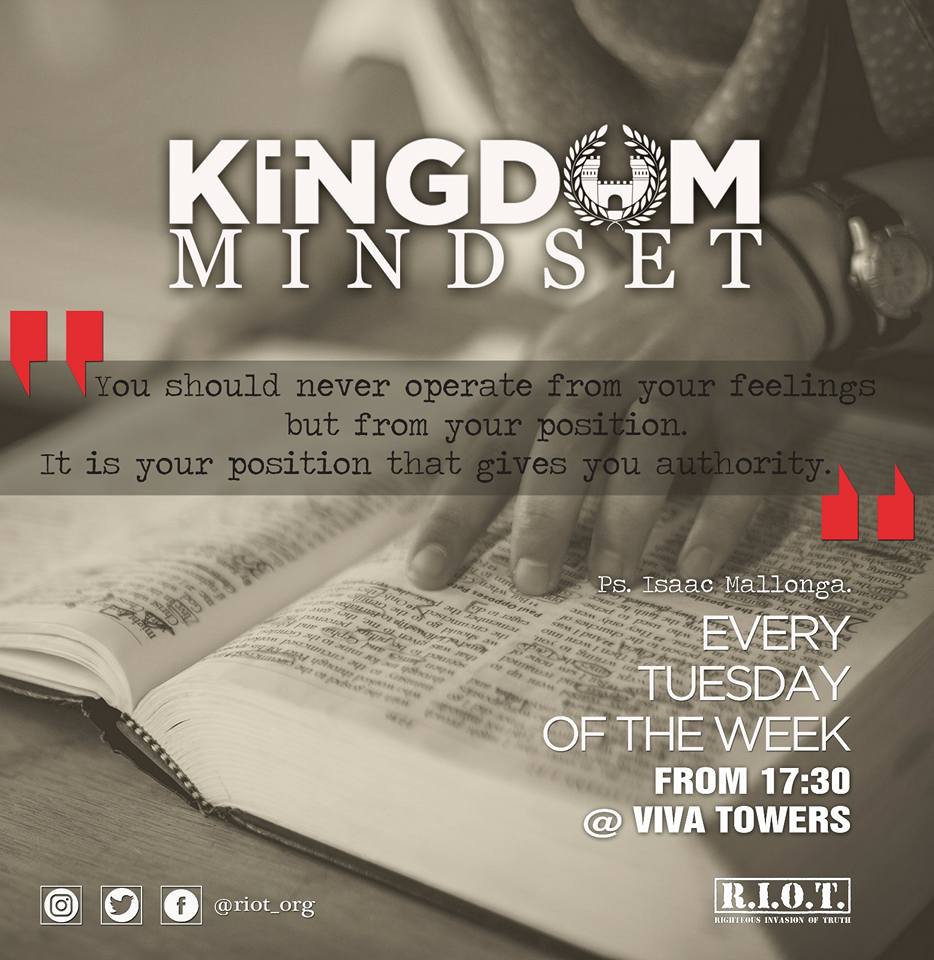 KiNGDOM
MINDSET
"You should never operate from your feelings
but from your position.
It is your position that gives you authority."
Ps. Isaac Mallonga.
EVERY
TUESDAY
OF THE WEEK
FROM 17:30
@ VIVA TOWERS
@riot_org
R.I.O.T.
RIGHTEOUS INVASION OF TRUTH